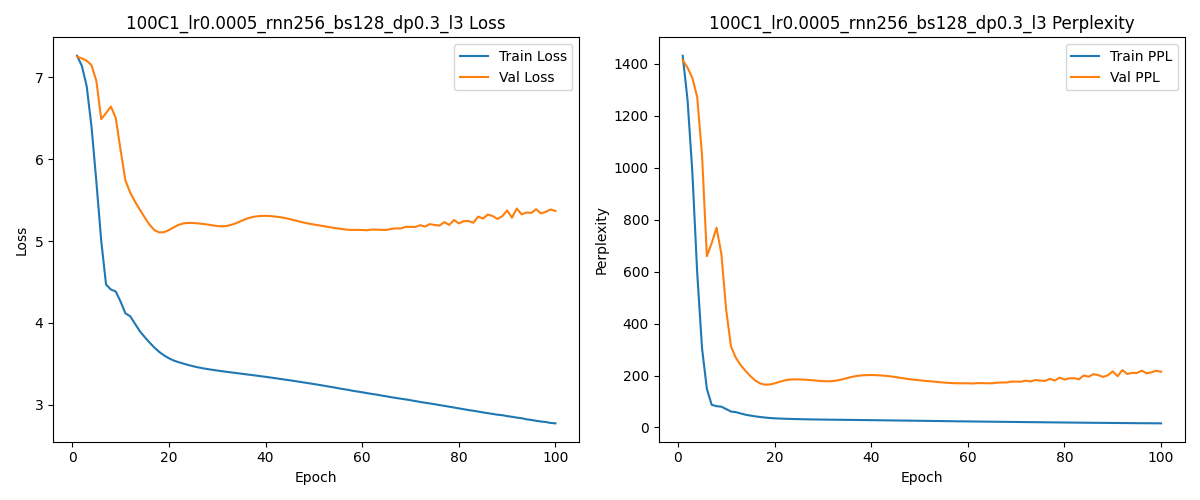 100C1_lr0.0005_rnn256_bs128_dp0.3_l3 Loss
7
6
5
4
3
Loss
0
20
40
60
80
100
Epoch
Train Loss
Val Loss
100C1_lr0.0005_rnn256_bs128_dp0.3_l3 Perplexity
1400
1200
1000
800
600
400
200
0
Perplexity
0
20
40
60
80
100
Epoch
Train PPL
Val PPL